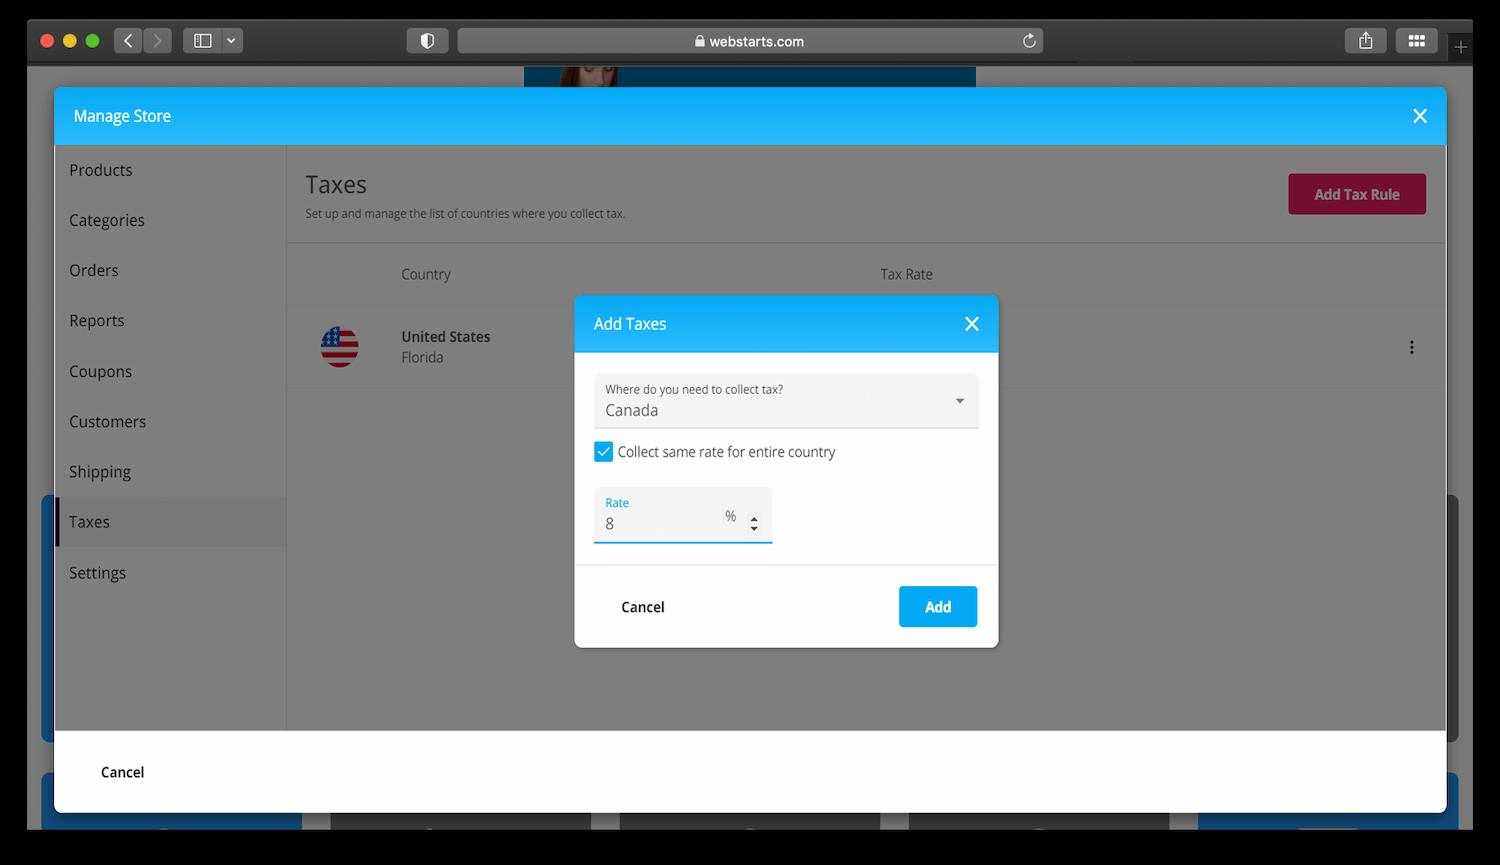 webstarts.com
Manage Store
Products
Categories
Orders
Reports
Coupons
Customers
Shipping
Taxes
Settings
Taxes
Set up and manage the list of countries where you collect tax.
Add Tax Rule
Country
Tax Rate
United States
Florida
Add Taxes
Where do you need to collect tax?
Canada
Collect same rate for entire country
Rate
8
%
Cancel
Add
Cancel